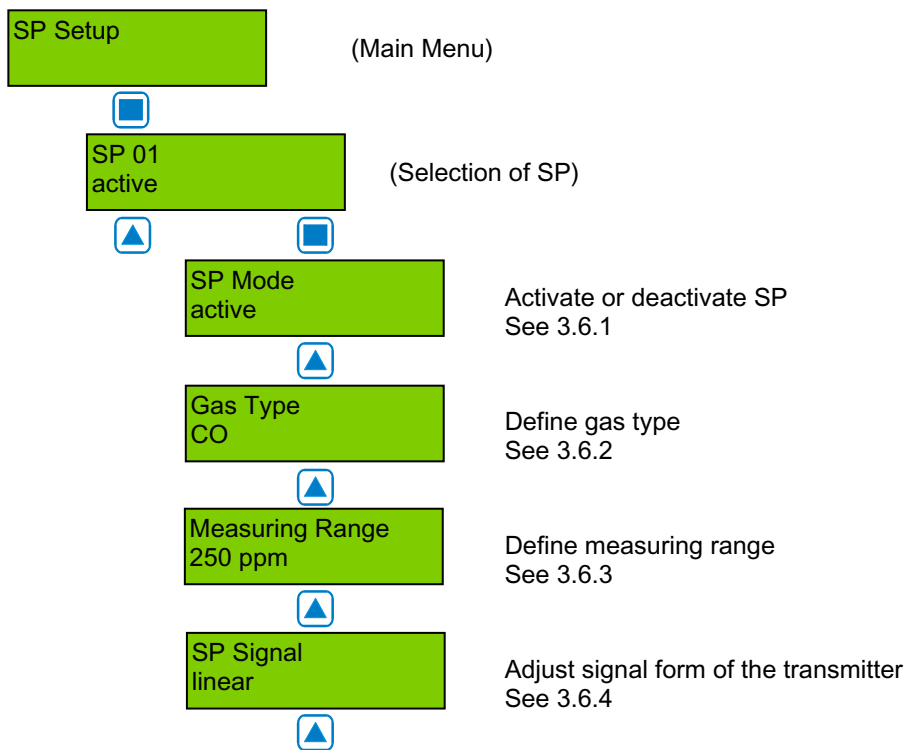 SP Setup
(Main Menu)
SP 01
active
(Selection of SP)
SP Mode
active
Activate or deactivate SP
See 3.6.1
Gas Type
CO
Define gas type
See 3.6.2
Measuring Range
250 ppm
Define measuring range
See 3.6.3
SP Signal
linear
Adjust signal form of the transmitter
See 3.6.4